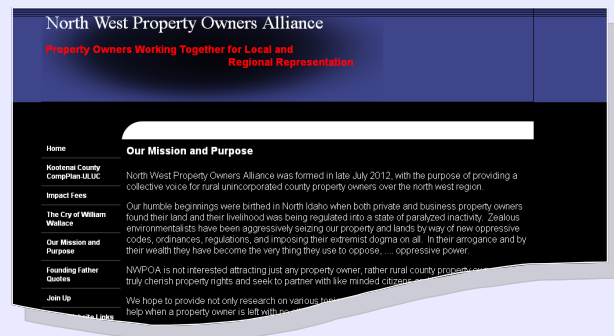 North West Property Owners Alliance
Property Owners Working Together for Local and
Regional Representation
Home
Kootenai County
CompPlan-ULUC
Impact Fees
The Cry of William
Wallace
Our Mission and
Purpose
Founding Father
Quotes
Join Up
Links
Our Mission and Purpose
North West Property Owners Alliance was formed in late July 2012, with the purpose of providing a
collective voice for rural unincorporated county property owners over the north west region.
Our humble beginnings were birthed in North Idaho when both private and business property owners
found their land and their livelihood was being regulated into a state of paralyzed inactivity. Zealous
environmentalists have been aggressively seizing our property and lands by way of new oppressive
codes, ordinances, regulations, and imposing their extremist dogma on all. In their arrogance and by
their wealth they have become the very thing they use to oppose, .... oppressive power.
NWPOA is not interested attracting just any property owner, rather rural county property
truly cherish property rights and seek to partner with like minded citizens
We hope to provide not only research on various
help when a property owner is left with